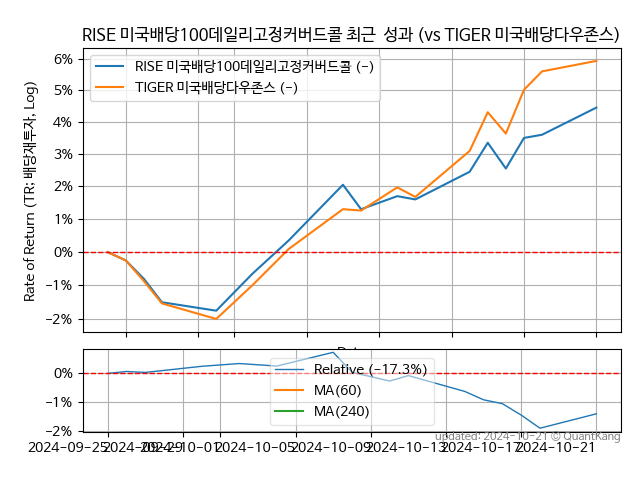 RISE 미국배당100데일리고정커버드콜 최근 성과 (vs TIGER 미국배당다우존스)
Rate of Return (TR: 배당재투자, Log)
6%
5%
4%
3%
2%
1%
0%
−1%
−2%
RISE 미국배당100데일리고정커버드콜 (-)
TIGER 미국배당다우존스 (-)
0%
−1%
−2%
Relative (-17.3%)
MA(60)
MA(240)
updated: 2024-10-21 © QuantKang
2024-09-25
2024-09-29
2024-10-01
2024-10-05
2024-10-09
2024-10-13
2024-10-17
2024-10-21